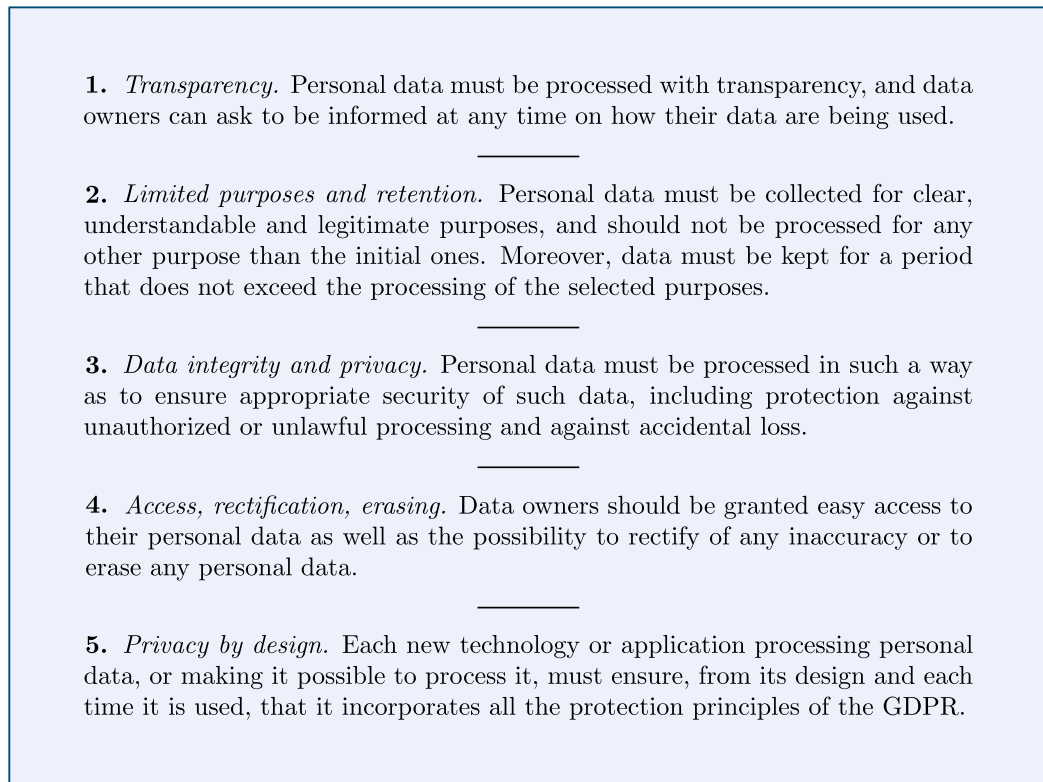 1. Transparency. Personal data must be processed with transparency, and data
owners can ask to be informed at any time on how their data are being used.
2. Limited purposes and retention. Personal data must be collected for clear,
understandable and legitimate purposes, and should not be processed for any
other purpose than the initial ones. Moreover, data must be kept for a period
that does not exceed the processing of the selected purposes.
3. Data integrity and privacy. Personal data must be processed in such a way
as to ensure appropriate security of such data, including protection against
unauthorized or unlawful processing and against accidental loss.
4. Access, rectification, erasing. Data owners should be granted easy access to
their personal data as well as the possibility to rectify of any inaccuracy or to
erase any personal data.
5. Privacy by design. Each new technology or application processing personal
data, or making it possible to process it, must ensure, from its design and each
time it is used, that it incorporates all the protection principles of the GDPR.